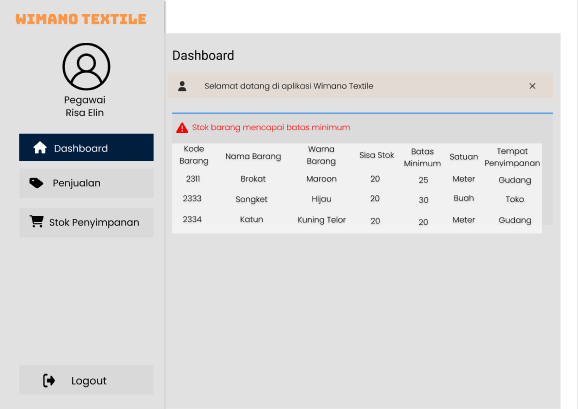 WIMANO TEXTILE
Pegawai
Risa Elin
Dashboard
Penjualan
Stok Penyimpanan
Logout
Dashboard
Selamat datang di aplikasi Wimano Textile ×
Stok barang mencapai batas minimum
Kode Barang Nama Barang Warna Barang Sisa Stok Batas Minimum Satuan Tempat Penyimpanan
2311 Brokat Maroon 20 25 Meter Gudang
2333 Songket Hijau 20 30 Buah Toko
2334 Katun Kuning Telor 20 20 Meter Gudang